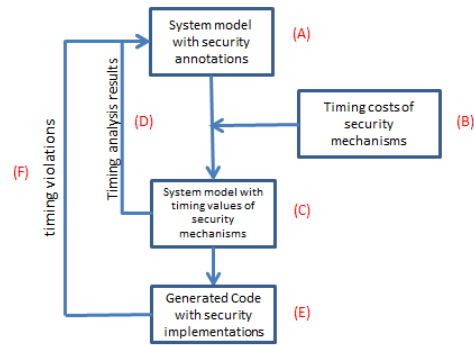 System model
with security
annotations
(A)
Timing costs of
security
mechanisms
(B)
(D)
Timing analysis results
(F)
timing violations
System model with
timing values of
security
mechanisms
(C)
Generated Code
with security
implementations
(E)